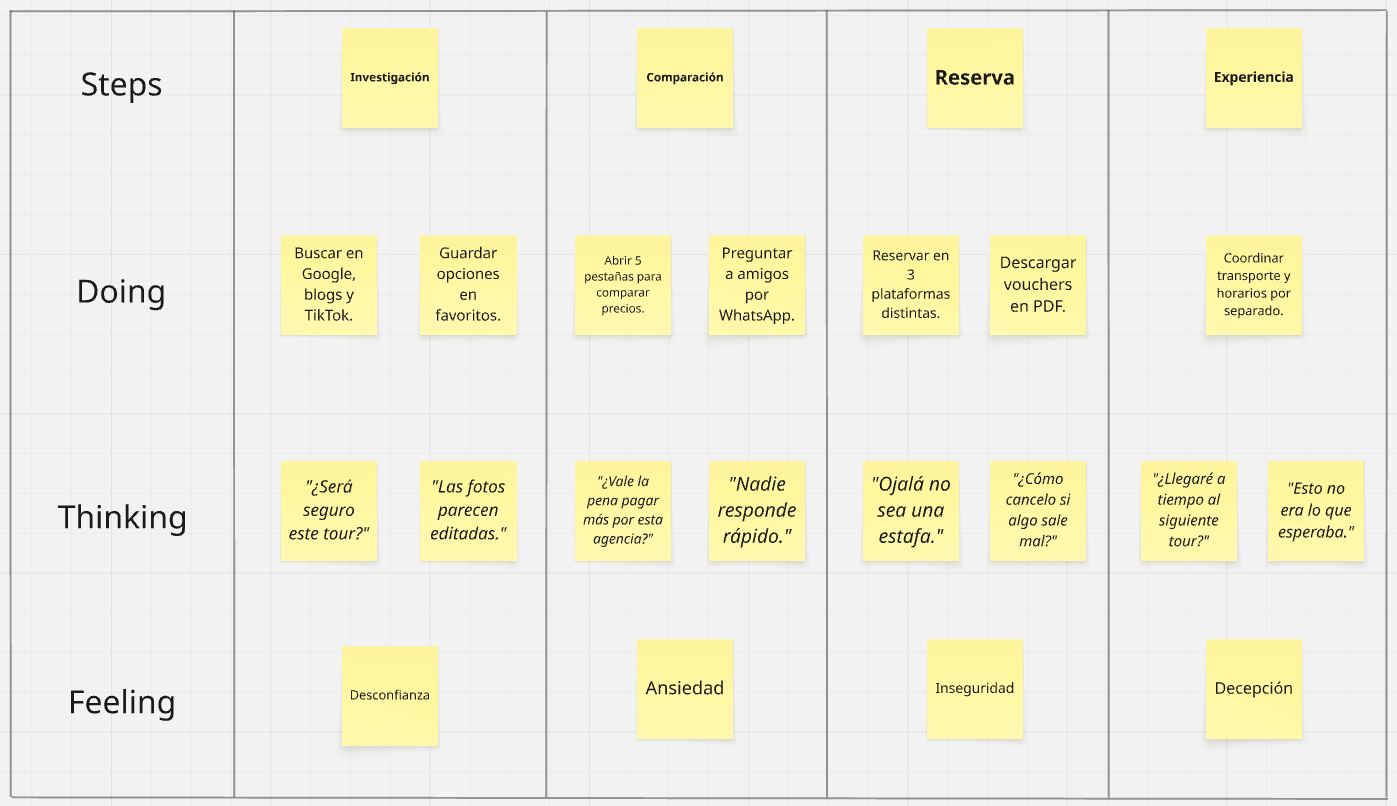 Steps
Investigación
Comparación
Reserva
Experiencia
Doing
Buscar en
Google,
blogs y
TikTok.
Guardar
opciones
en
favoritos.
Abrir 5
pestañas para
comparar
precios.
Preguntar
a amigos
por
WhatsApp.
Reservar en
3
plataformas
distintas.
Descargar
vouchers
en PDF.
Coordinar
transporte y
horarios por
separado.
Thinking
"¿Será
seguro
este tour?"
"Las fotos
parecen
editadas."
"¿Vale la
pena pagar
más por esta
agencia?"
"Nadie
responde
rápido."
"Ojalá no
sea una
estafa."
"¿Cómo
cancelo si
algo sale
mal?"
"¿Llegaré a
tiempo al
siguiente
tour?"
"Esto no
era lo que
esperaba."
Feeling
Desconfianza
Ansiedad
Inseguridad
Decepción